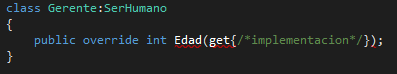 class Gerente:SerHumano
{
    public override int Edad(get{/*implementacion*/});
}